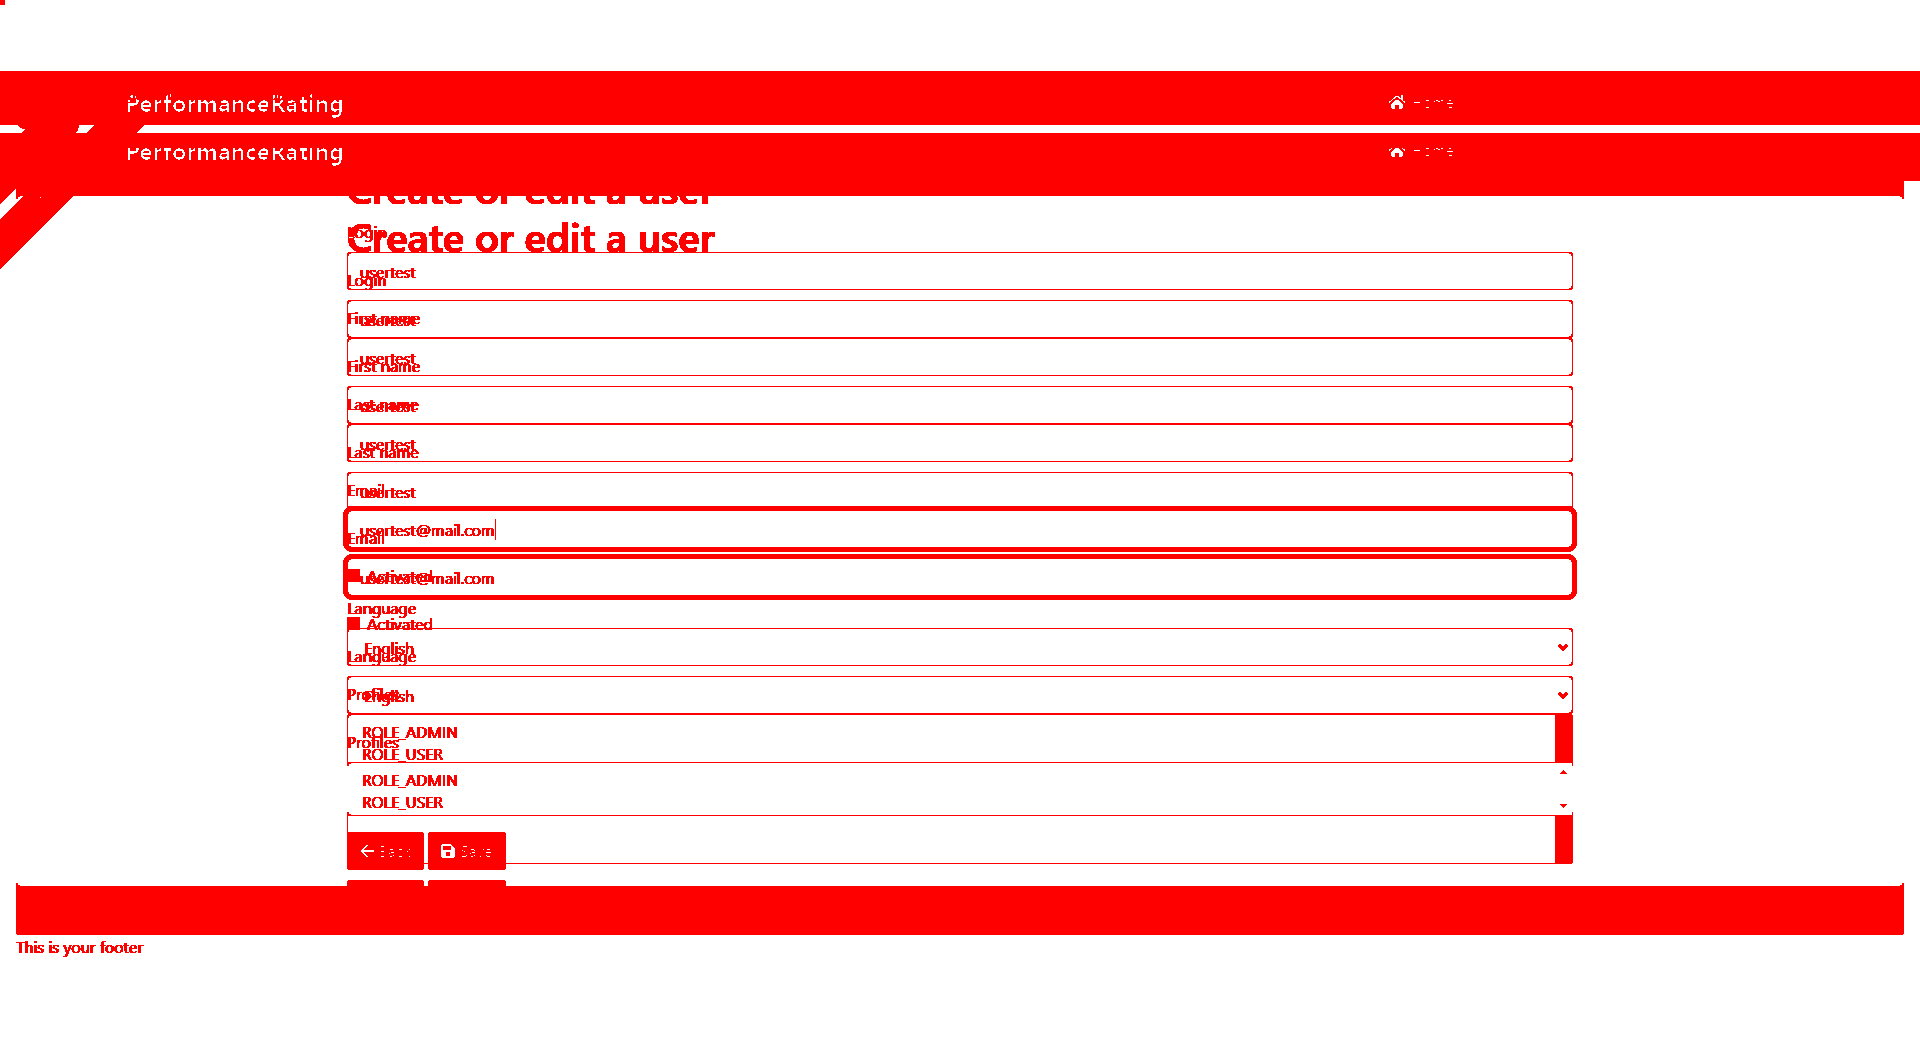 PerformanceRating Home
PerformanceRating Home
Create or edit a user
Create or edit a user
Login
usertest
Login
First name
usertest
usertest
First name
Last name
usertest
usertest
Last name
Email
usertest
usertest@mail.com
Email
Activated
usertest@mail.com
Language
Activated
English
Language
Profiles
English
ROLE_ADMIN
Profiles
ROLE_USER
ROLE_ADMIN
ROLE_USER
Back Save
This is your footer